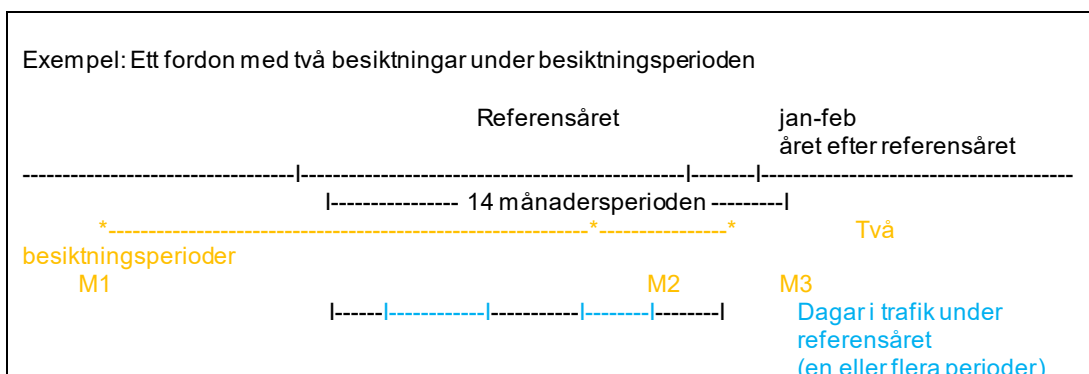 Exempel: Ett fordon med två besiktningar under besiktningsperioden
Referensåret jan-feb
året efter referensåret
---------------------------------I-----------------------------------------------I--------I--------------------------------------
I---------------- 14 månadersperioden ---------I
*-----------------------------------------------------------*----------------* Två
besiktningsperioder
M1 M2 M3
I------I------------I-----------I--------I--------I Dagar i trafik under
referensåret
(en eller flera perioder)